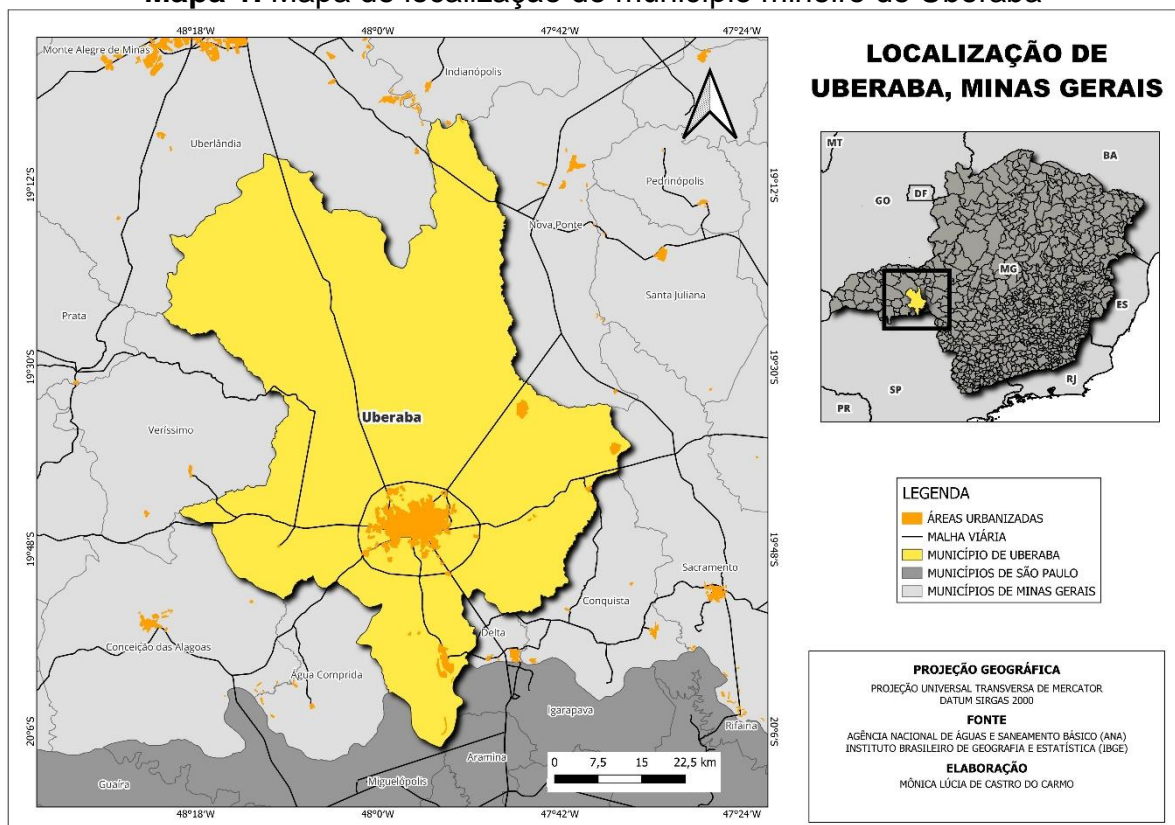 Mapa 1: Mapa de localização do município mineiro de Uberaba
LOCALIZAÇÃO DE
UBERABA, MINAS GERAIS
48°18'W 48°0'W 47°42'W 47°24'W
Monte Alegre de Minas
Indianópolis
Uberlândia
Pedrinópolis
19°12'S
19°12'S
Nova Ponte
Santa Juliana
Prata
19°30'S
19°30'S
Uberaba
Veríssimo
19°48'S
19°48'S
Sacramento
Conquista
Delta
Conceição das Alagoas
Água Comprida
Igarapava
Rifaina
20°6'S
20°6'S
Aramina
Guaíra
Miguelópolis
0 7,5 15 22,5 km
48°18'W 48°0'W 47°42'W 47°24'W
MT
BA
DF
GO
MG
ES
SP
RJ
PR
LEGENDA
ÁREAS URBANIZADAS
MALHA VIÁRIA
MUNICÍPIO DE UBERABA
MUNICÍPIOS DE SÃO PAULO
MUNICÍPIOS DE MINAS GERAIS
PROJEÇÃO GEOGRÁFICA
PROJEÇÃO UNIVERSAL TRANSVERSA DE MERCATOR
DATUM SIRGAS 2000
FONTE
AGÊNCIA NACIONAL DE ÁGUAS E SANEAMENTO BÁSICO (ANA)
INSTITUTO BRASILEIRO DE GEOGRAFIA E ESTATÍSTICA (IBGE)
ELABORAÇÃO
MÔNICA LÚCIA DE CASTRO DO CARMO